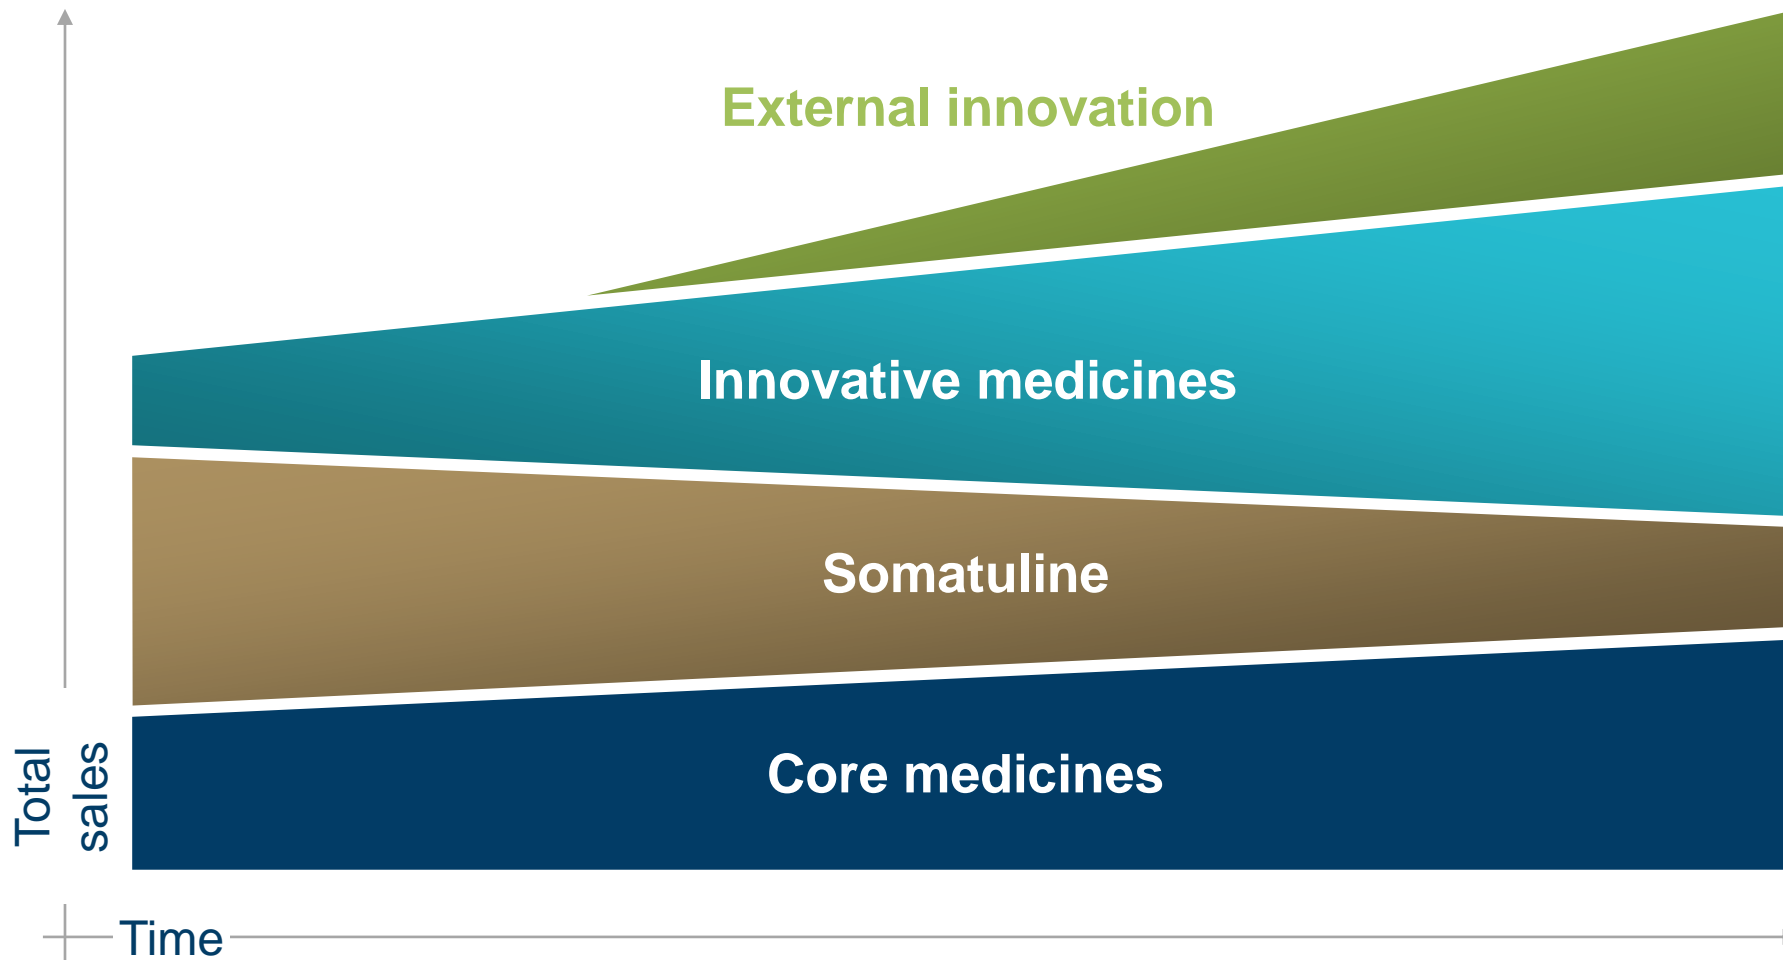 External innovation
Innovative medicines
Somatuline
Core medicines
Total
sales
Time